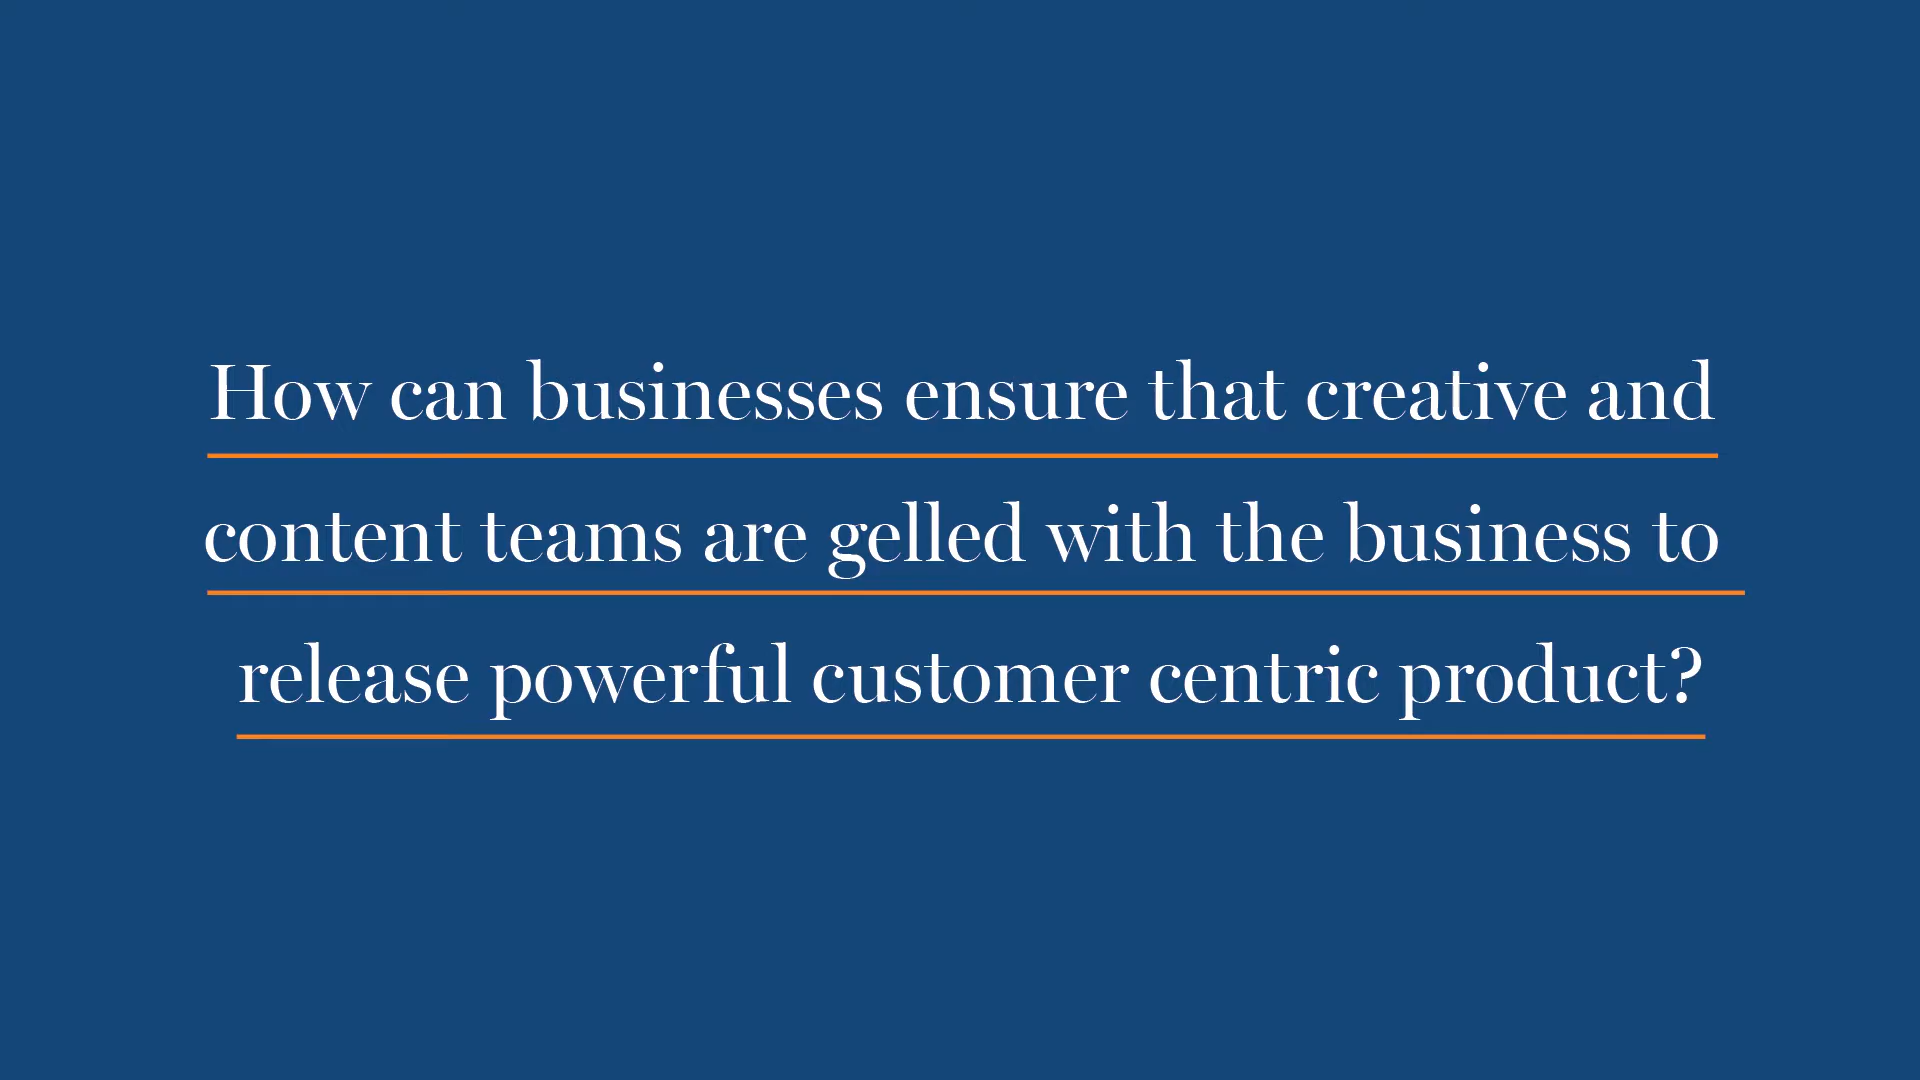 How can businesses ensure that creative and
content teams are gelled with the business to
release powerful customer centric product?